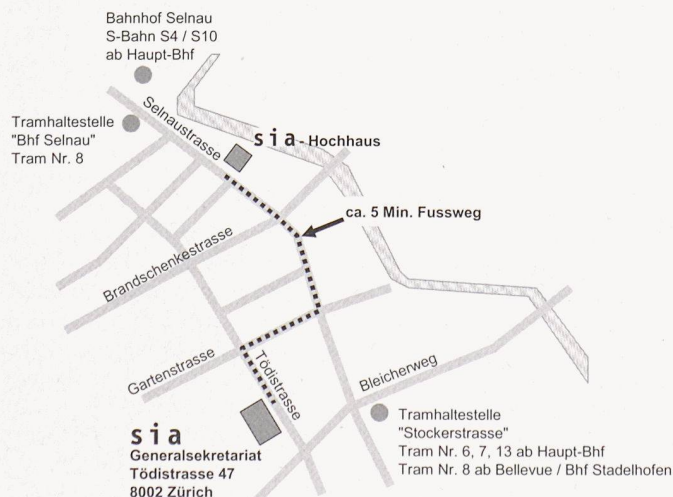 Bahnhof Selnau
S-Bahn S4 / S10
ab Haupt-Bhf
Tramhaltestelle
"Bhf Selnau"
Tram Nr. 8
Selnaustrasse
sia-Hochhaus
ca. 5 Min. Fussweg
Brandschenkestrasse
Gartenstrasse
Tödistrasse
Bleicherweg
sia
Generalsekretariat
Tödistrasse 47
8002 Zürich
Tramhaltestelle
"Stockerstrasse"
Tram Nr. 6, 7, 13 ab Haupt-Bhf
Tram Nr. 8 ab Bellevue / Bhf Stadelhofen